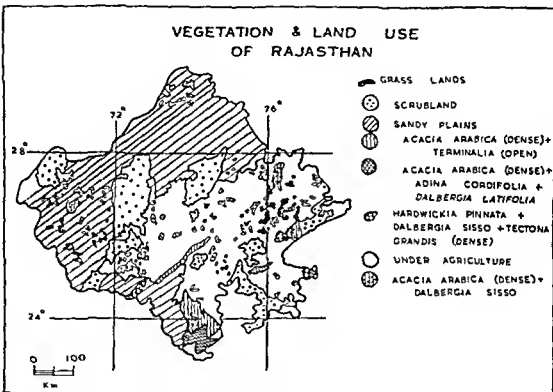 VEGETATION & LAND USE
OF RAJASTHAN
72°
76°
28°
24°
GRASS LANDS
SCRUBLAND
SANDY PLAINS
ACACIA ARABICA (DENSE)+
TERMINALIA (OPEN)
ACACIA ARABICA (DENSE)+
ADINA CORDIFOLIA +
DALBERGIA LATIFOLIA
HARDWICKIA PINNATA +
DALBERGIA SISSO+TECTONA
GRANDIS (DENSE)
UNDER AGRICULTURE
ACACIA ARABICA (DENSE)+
DALBERGIA SISSO
0 100
Km